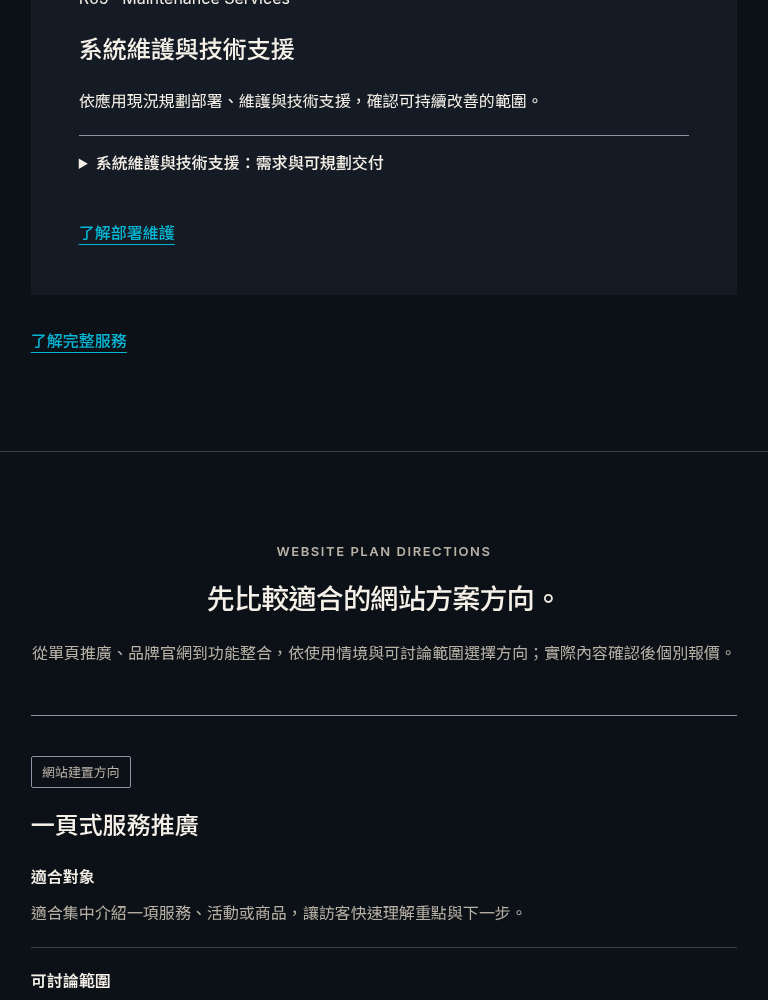 系統維護與技術支援
依應用現況規劃部署、維護與技術支援，確認可持續改善的範圍。
系統維護與技術支援：需求與可規劃交付
了解部署維護
了解完整服務
WEBSITE PLAN DIRECTIONS
先比較適合的網站方案方向。
從單頁推廣、品牌官網到功能整合，依使用情境與可討論範圍選擇方向；實際內容確認後個別報價。
網站建置方向
一頁式服務推廣
適合對象
適合集中介紹一項服務、活動或商品，讓訪客快速理解重點與下一步。
可討論範圍